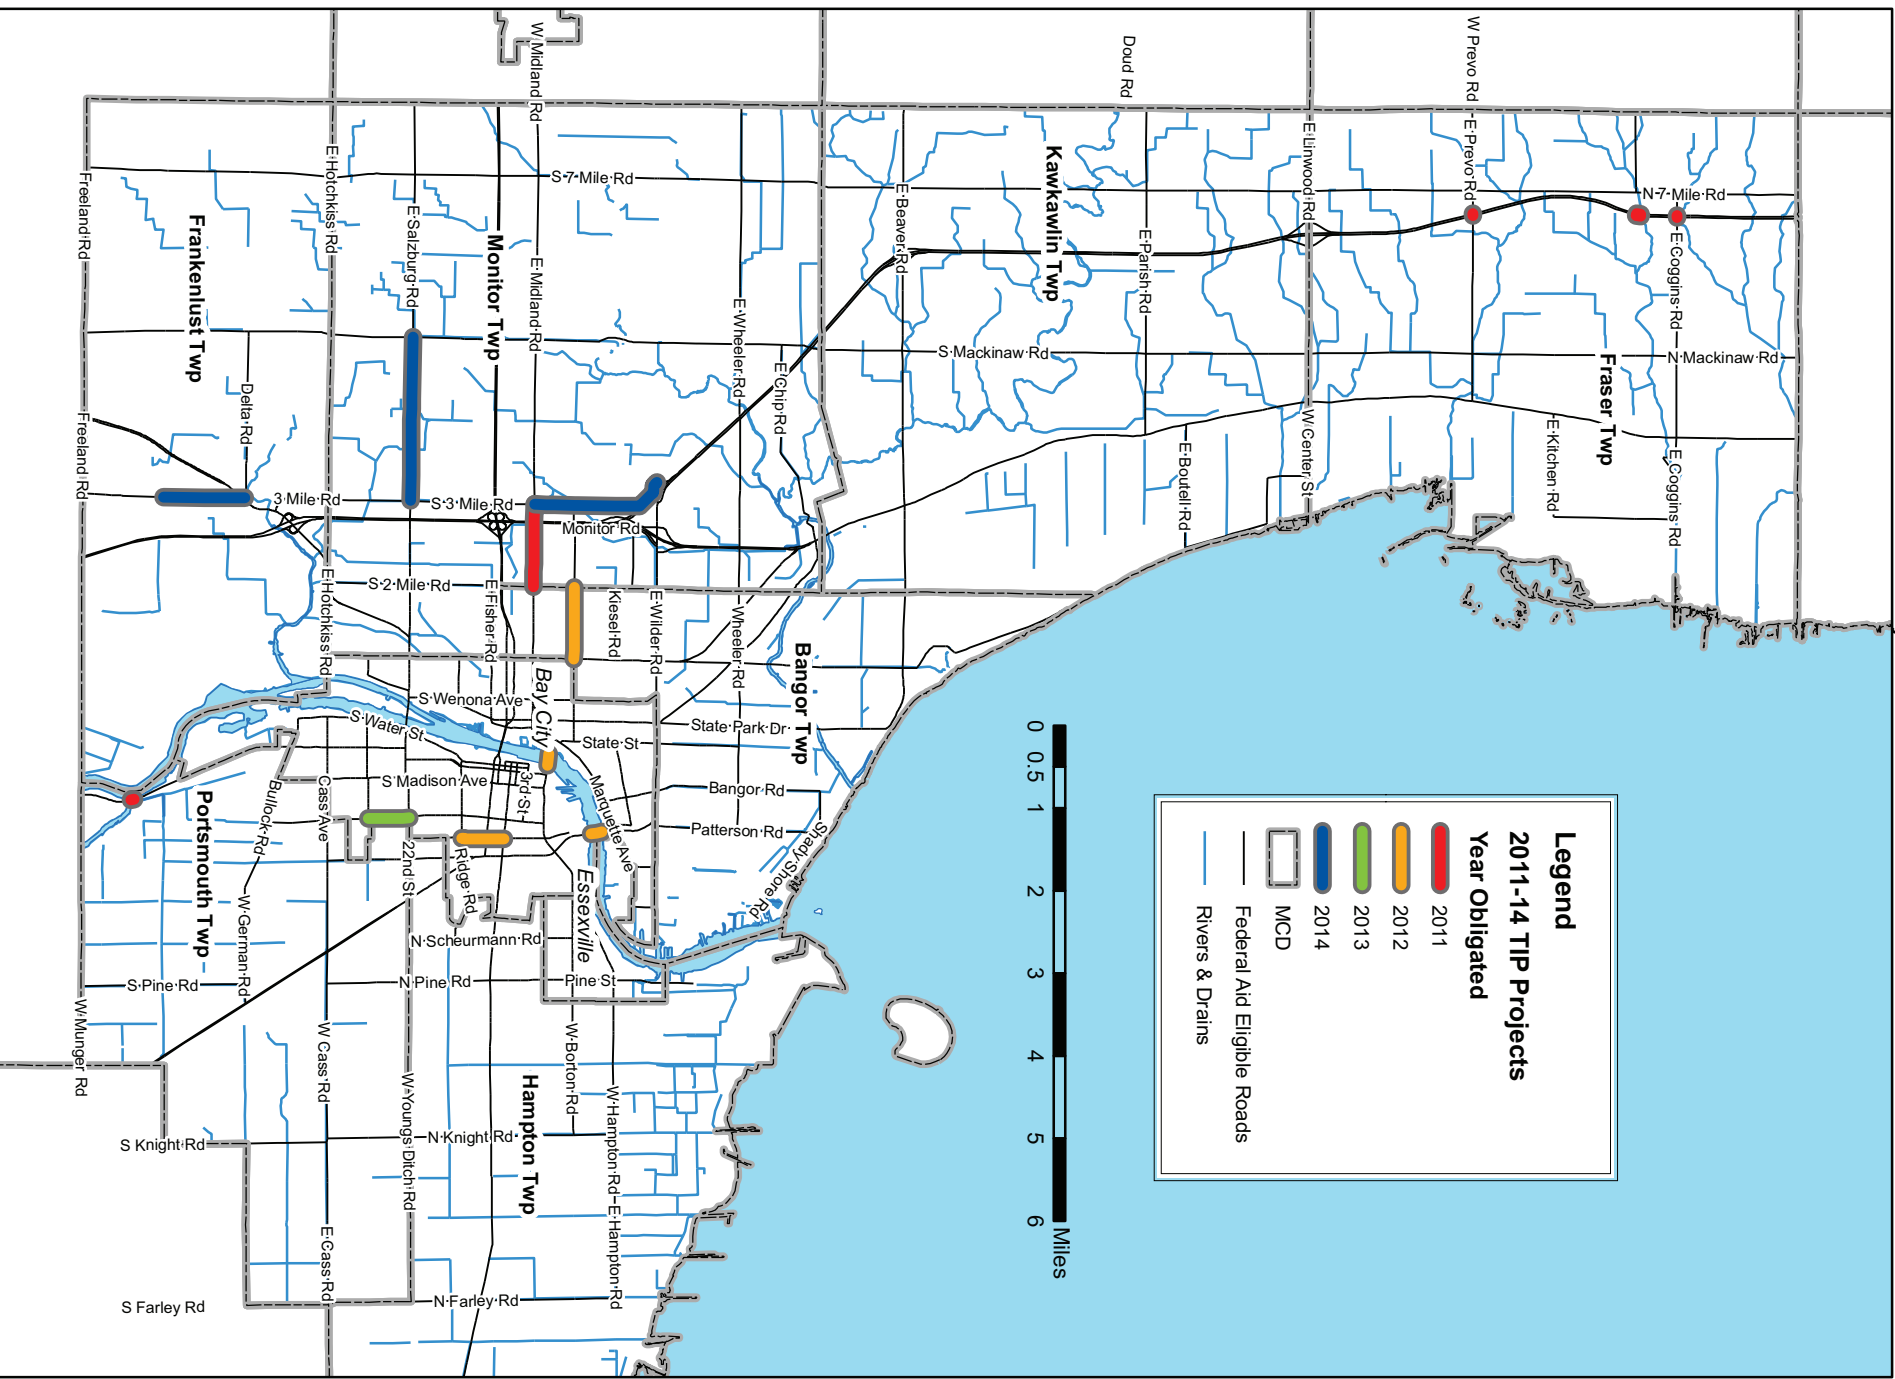 Legend
2011-14 TIP Projects
Year Obligated
2011
2012
2013
2014
MCD
Federal Aid Eligible Roads
Rivers & Drains
0 0.5 1 2 3 4 5 6 Miles
W Midland Rd
Doud Rd
W Prevo Rd
E Prevo Rd
E Linwood Rd
Kawkawlin Twp
N 7 Mile Rd
S 7 Mile Rd
E Hotchkiss Rd
Freeland Rd
E Salzburg Rd
Frankenlust Twp
Monitor Twp
E Midland Rd
E Beaver Rd
E Parish Rd
E Coggins Rd
E Wheeler Rd
E Chip Rd
S Mackinaw Rd
N Mackinaw Rd
Fraser Twp
Delta Rd
Freeland Rd
W Center St
E Kitchen Rd
E Boutell Rd
E Coggins Rd
3 Mile Rd
S 3 Mile Rd
Monitor Rd
S 2 Mile Rd
E Hotchkiss Rd
E Fisher Rd
Kiesel Rd
E Wilder Rd
Wheeler Rd
Bangor Twp
Bay City
S Wenona Ave
S Water St
State Park Dr
State St
S Madison Ave
3rd St
Marquette Ave
Bangor Rd
Patterson Rd
Shady Shore Rd
Portsmouth Twp
Bullock Rd
Cass Ave
22nd St
Ridge Rd
Essexville
W German Rd
N Scheurmann Rd
S Pine Rd
N Pine Rd
Pine St
W Munger Rd
W Cass Rd
W Youngs Ditch Rd
W Borton Rd
W Hampton Rd
Hampton Twp
S Knight Rd
N Knight Rd
E Hampton Rd
E Cass Rd
S Farley Rd
N Farley Rd